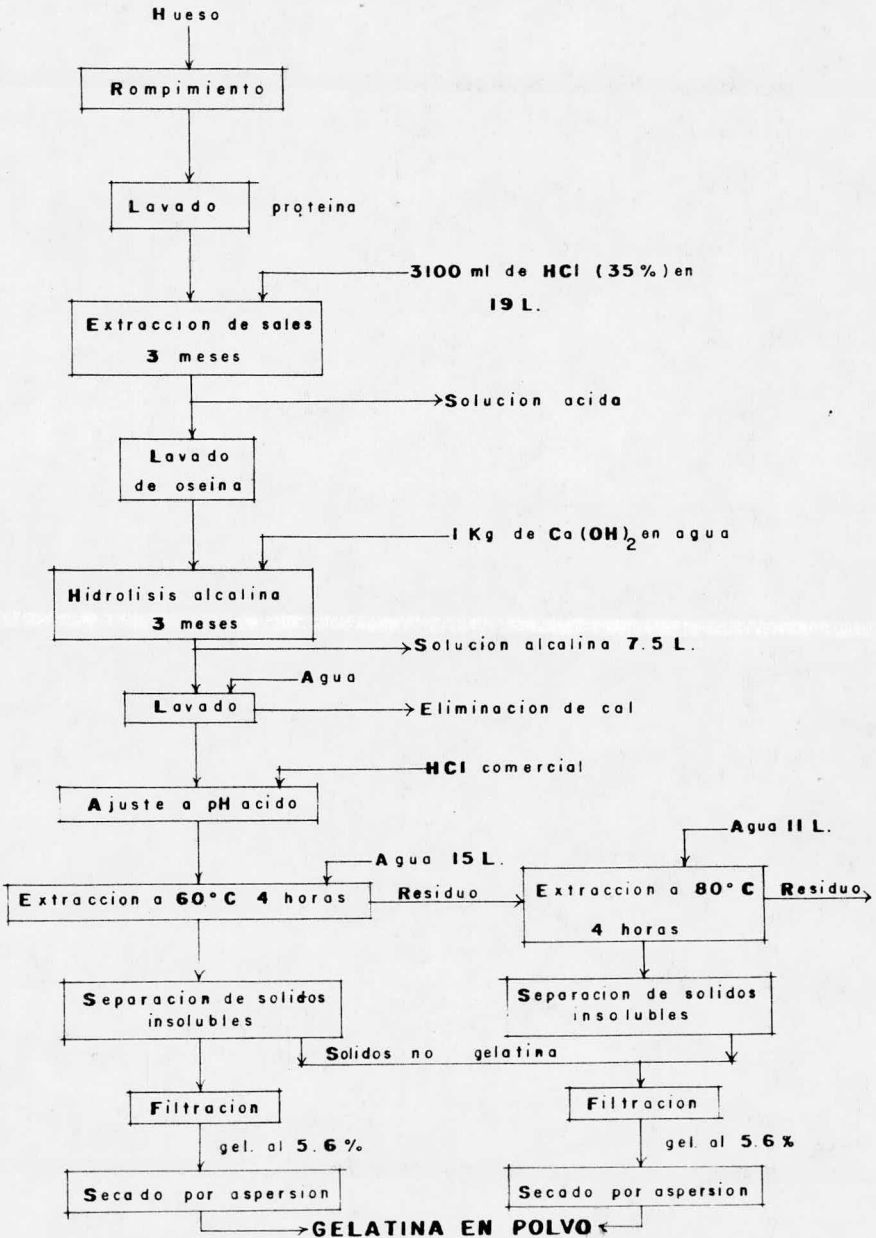 Hueso
Rompimiento
Lavado proteina
3100 ml de HCl (35%) en
19 L.
Extraccion de sales
3 meses
Solucion acida
Lavado
de oseina
1 Kg de Ca(OH)2 en agua
Hidrolisis alcalina
3 meses
Solucion alcalina 7.5 L.
Agua
Lavado
Eliminacion de cal
HCl comercial
Ajuste a pH acido
Agua 15 L.
Agua 11 L.
Extraccion a 60°C 4 horas
Residuo
Extraccion a 80°C
4 horas
Residuo
Separacion de solidos
insolubles
Separacion de solidos
insolubles
Solidos no gelatina
Filtracion
Filtracion
gel. al 5.6%
gel. al 5.6%
Secado por aspersion
Secado por aspersion
GELATINA EN POLVO